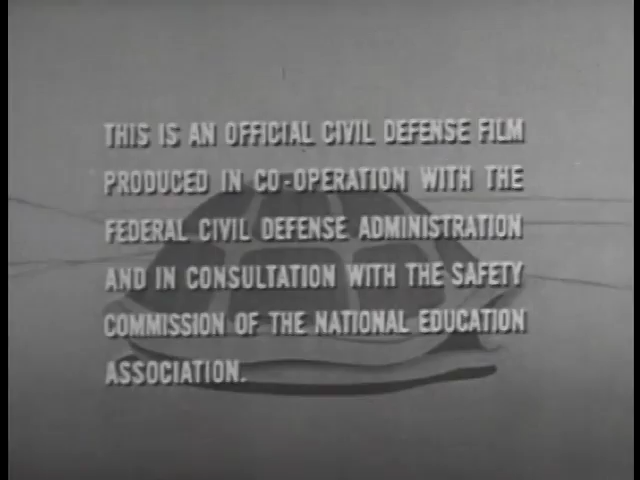 THIS IS AN OFFICIAL CIVIL DEFENSE FILM
PRODUCED IN CO-OPERATION WITH THE
FEDERAL CIVIL DEFENSE ADMINISTRATION
AND IN CONSULTATION WITH THE SAFETY
COMMISSION OF THE NATIONAL EDUCATION
ASSOCIATION.